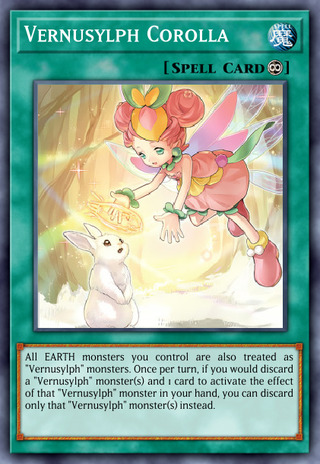 Vernusylph Corolla
魔
[Spell Card]
All EARTH monsters you control are also treated as
"Vernusylph" monsters. Once per turn, if you would discard
a "Vernusylph" monster(s) and 1 card to activate the effect
of that "Vernusylph" monster in your hand, you can discard
only that "Vernusylph" monster(s) instead.